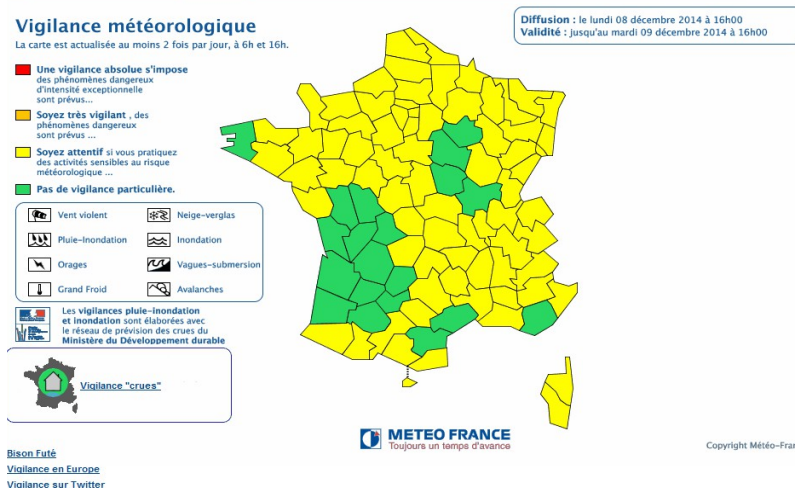 Vigilance météorologique
La carte est actualisée au moins 2 fois par jour, à 6h et 16h.
Diffusion : le lundi 08 décembre 2014 à 16h00
Validité : jusqu'au mardi 09 décembre 2014 à 16h00
Une vigilance absolue s'impose
des phénomènes dangereux
d'intensité exceptionnelle
sont prévus...
Soyez très vigilant , des
phénomènes dangereux
sont prévus ...
Soyez attentif si vous pratiquez
des activités sensibles au risque
météorologique ...
Pas de vigilance particulière.
Vent violent
Neige-verglas
Pluie-Inondation
Inondation
Orages
Vagues-submersion
Grand Froid
Avalanches
Les vigilances pluie-inondation
et inondation sont élaborées avec
le réseau de prévision des crues du
Ministère du Développement durable
Vigilance "crues"
METEO FRANCE
Toujours un temps d'avance
Copyright Météo-Fran
Bison Futé
Vigilance en Europe
Vigilance sur Twitter